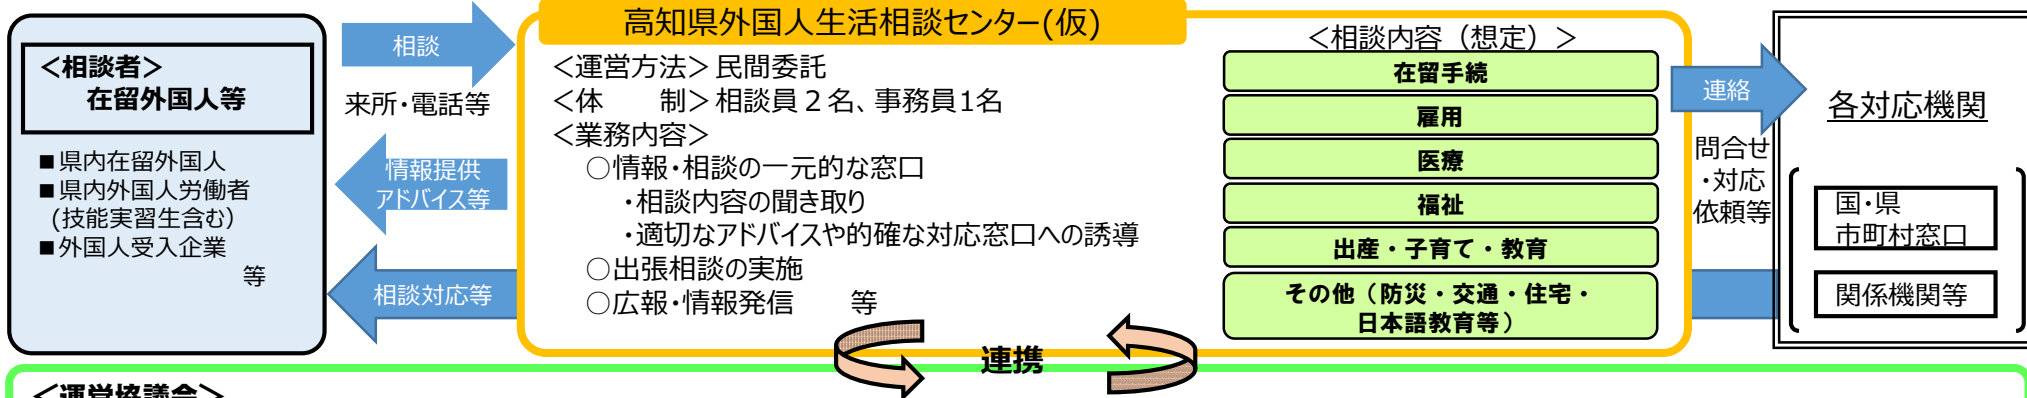 ＜相談者＞
在留外国人等
■県内在留外国人
■県内外国人労働者
(技能実習生含む）
■外国人受入企業
等
相談
来所・電話等
情報提供
アドバイス等
相談対応等
高知県外国人生活相談センター(仮)
＜運営方法＞民間委託
＜体　　制＞相談員２名、事務員1名
＜業務内容＞
○情報・相談の一元的な窓口
・相談内容の聞き取り
・適切なアドバイスや的確な対応窓口への誘導
○出張相談の実施
○広報・情報発信　　等
＜相談内容（想定）＞
在留手続
雇用
医療
福祉
出産・子育て・教育
その他（防災・交通・住宅・
日本語教育等）
連絡
問合せ
・対応
依頼等
各対応機関
国・県
市町村窓口
関係機関等
連携
＜運営協議会＞